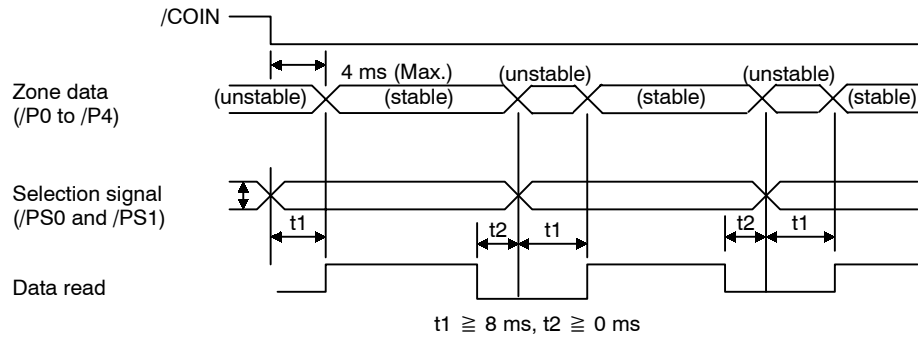 /COIN
4 ms (Max.)
(unstable)
(unstable)
Zone data
(/P0 to /P4)
(unstable)
(stable)
(stable)
(stable)
Selection signal
(/PS0 and /PS1)
t1
t2
t1
t2
t1
Data read
t1 ≧ 8 ms, t2 ≧ 0 ms